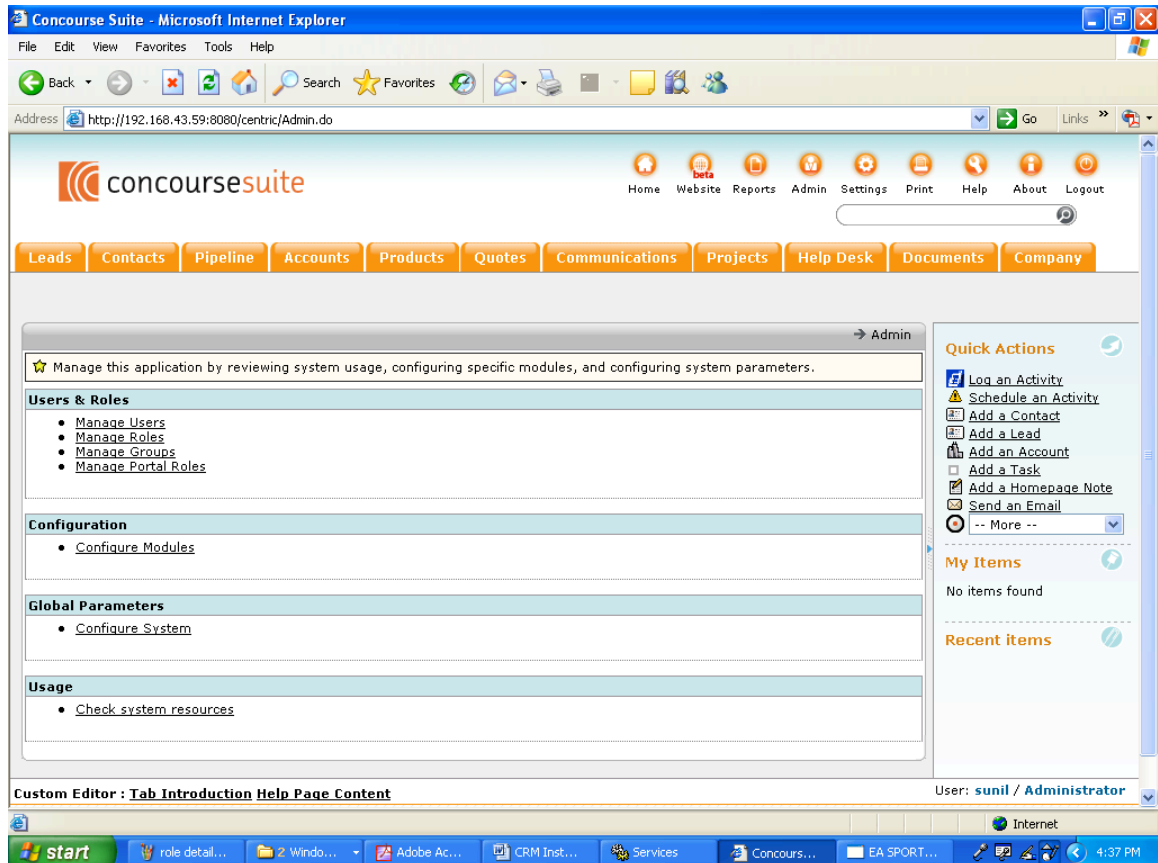 Concourse Suite - Microsoft Internet Explorer
File Edit View Favorites Tools Help
Back Search Favorites
Address http://192.168.43.59:8080/centric/Admin.do Go Links »
concoursesuite
beta
Home Website Reports Admin Settings Print Help About Logout
Leads Contacts Pipeline Accounts Products Quotes Communications Projects Help Desk Documents Company
→ Admin
Manage this application by reviewing system usage, configuring specific modules, and configuring system parameters.
Users & Roles
• Manage Users
• Manage Roles
• Manage Groups
• Manage Portal Roles
Configuration
• Configure Modules
Global Parameters
• Configure System
Usage
• Check system resources
Quick Actions
Log an Activity
Schedule an Activity
Add a Contact
Add a Lead
Add an Account
Add a Task
Add a Homepage Note
Send an Email
-- More --
My Items
No items found
Recent items
Custom Editor : Tab Introduction Help Page Content
User: sunil / Administrator
Internet
start role detail... 2 Windo... Adobe Ac... CRM Inst... Services Concours... EA SPORT... 4:37 PM